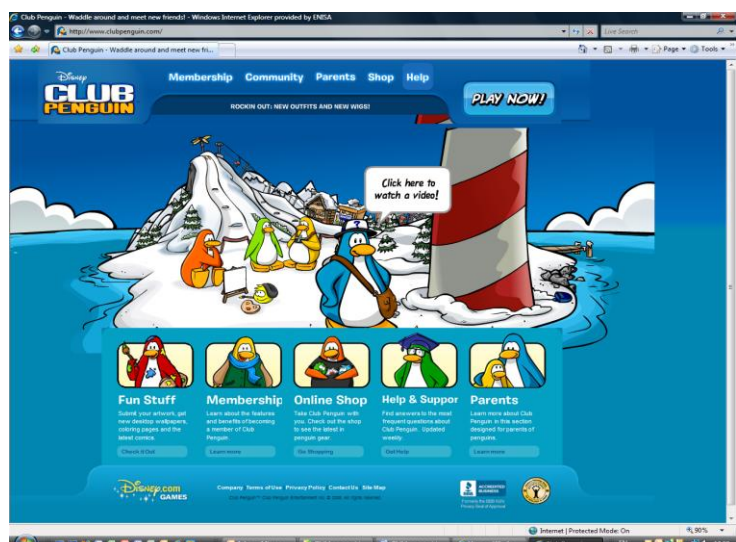 Club Penguin - Waddle around and meet new friends! - Windows Internet Explorer provided by ENISA
http://www.clubpenguin.com/
Live Search
Club Penguin - Waddle around and meet new fri...
Page Tools
Disney
CLUB
PENGUIN
Membership Community Parents Shop Help
ROCKIN OUT: NEW OUTFITS AND NEW WIGS!
PLAY NOW!
Click here to
watch a video!
Fun Stuff
Submit your artwork, get
new desktop wallpapers,
coloring pages and the
latest comics.
Check it Out
Membership
Learn about the features
and benefits of becoming
a member of Club
Penguin.
Learn more
Online Shop
Take Club Penguin with
you. Check out the shop
to see the latest in
penguin gear.
Go Shopping
Help & Suppor
Find answers to the most
frequent questions about
Club Penguin. Updated
weekly.
Get Help
Parents
Learn more about Club
Penguin in this section
designed for parents of
penguins.
Learn more
Disney.com
GAMES
Company Terms of Use Privacy Policy Contact Us Site Map
ACCREDITED
BUSINESS
Internet | Protected Mode: On
90%